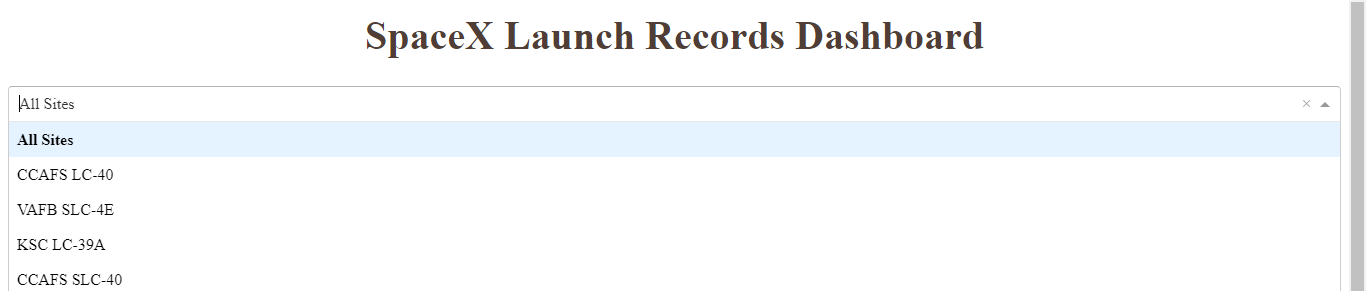 SpaceX Launch Records Dashboard
All Sites
All Sites
CCAFS LC-40
VAFB SLC-4E
KSC LC-39A
CCAFS SLC-40